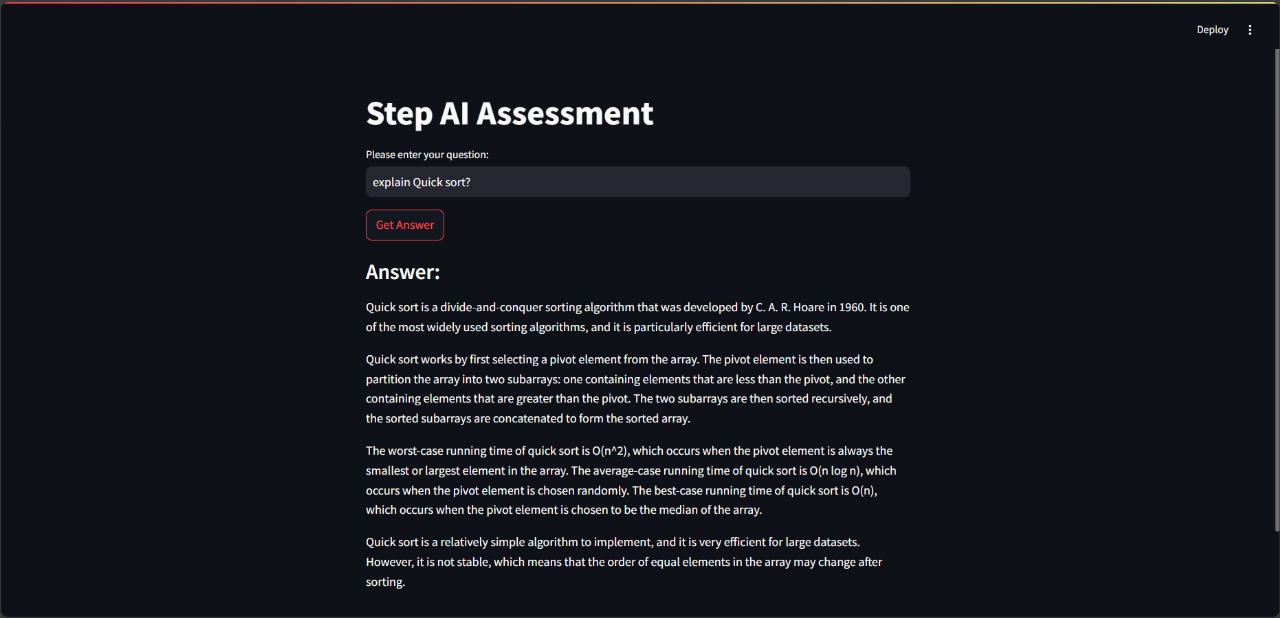 Deploy
Step AI Assessment
Please enter your question:
explain Quick sort?
Get Answer
Answer:
Quick sort is a divide-and-conquer sorting algorithm that was developed by C. A. R. Hoare in 1960. It is one
of the most widely used sorting algorithms, and it is particularly efficient for large datasets.
Quick sort works by first selecting a pivot element from the array. The pivot element is then used to
partition the array into two subarrays: one containing elements that are less than the pivot, and the other
containing elements that are greater than the pivot. The two subarrays are then sorted recursively, and
the sorted subarrays are concatenated to form the sorted array.
The worst-case running time of quick sort is O(n^2), which occurs when the pivot element is always the
smallest or largest element in the array. The average-case running time of quick sort is O(n log n), which
occurs when the pivot element is chosen randomly. The best-case running time of quick sort is O(n),
which occurs when the pivot element is chosen to be the median of the array.
Quick sort is a relatively simple algorithm to implement, and it is very efficient for large datasets.
However, it is not stable, which means that the order of equal elements in the array may change after
sorting.